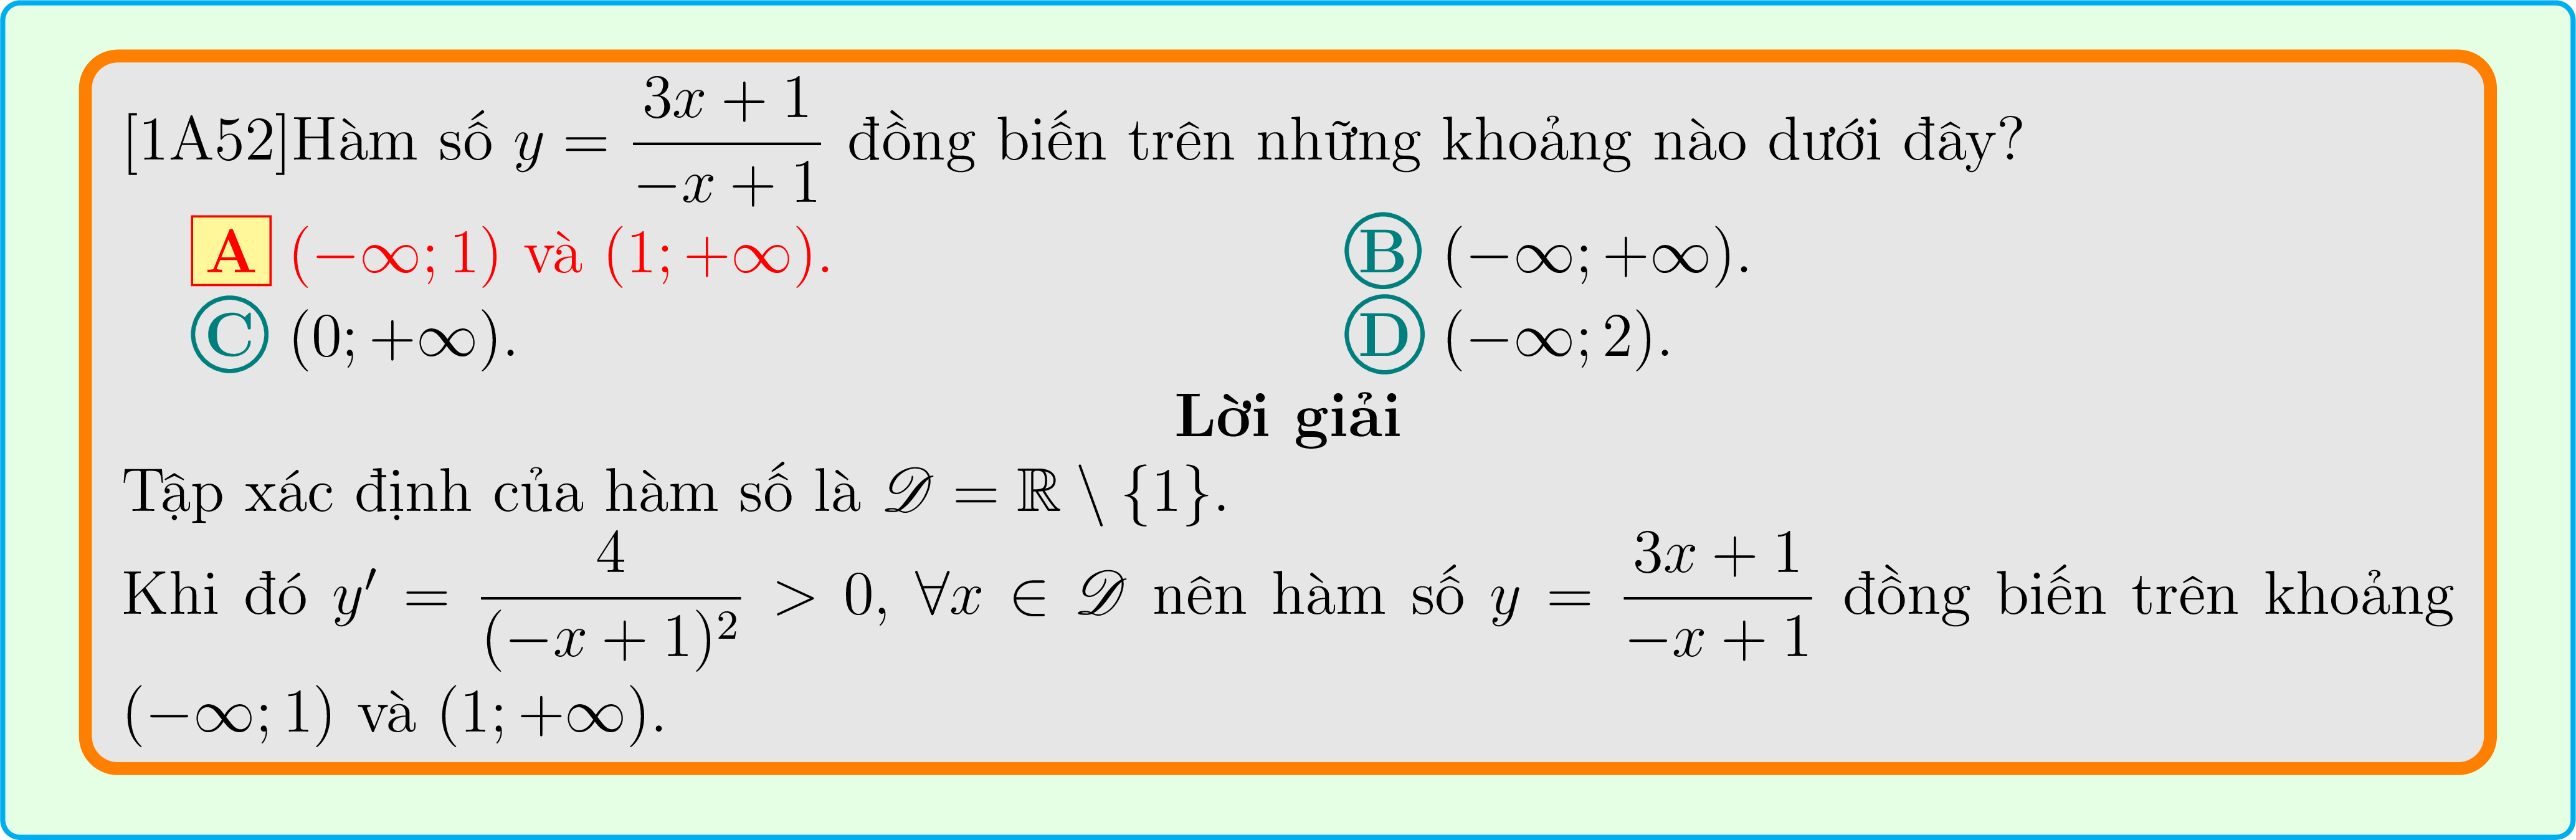 [1A52]Hàm số $y = \dfrac{3x+1}{-x+1}$ đồng biến trên những khoảng nào dưới đây?
A $(-\infty; 1)$ và $(1; +\infty)$. B $(-\infty; +\infty)$.
C $(0; +\infty)$. D $(-\infty; 2)$.
Lời giải
Tập xác định của hàm số là $\mathscr{D} = \mathbb{R} \setminus \{1\}$.
Khi đó $y' = \dfrac{4}{(-x+1)^2} > 0, \forall x \in \mathscr{D}$ nên hàm số $y = \dfrac{3x+1}{-x+1}$ đồng biến trên khoảng
$(-\infty; 1)$ và $(1; +\infty)$.